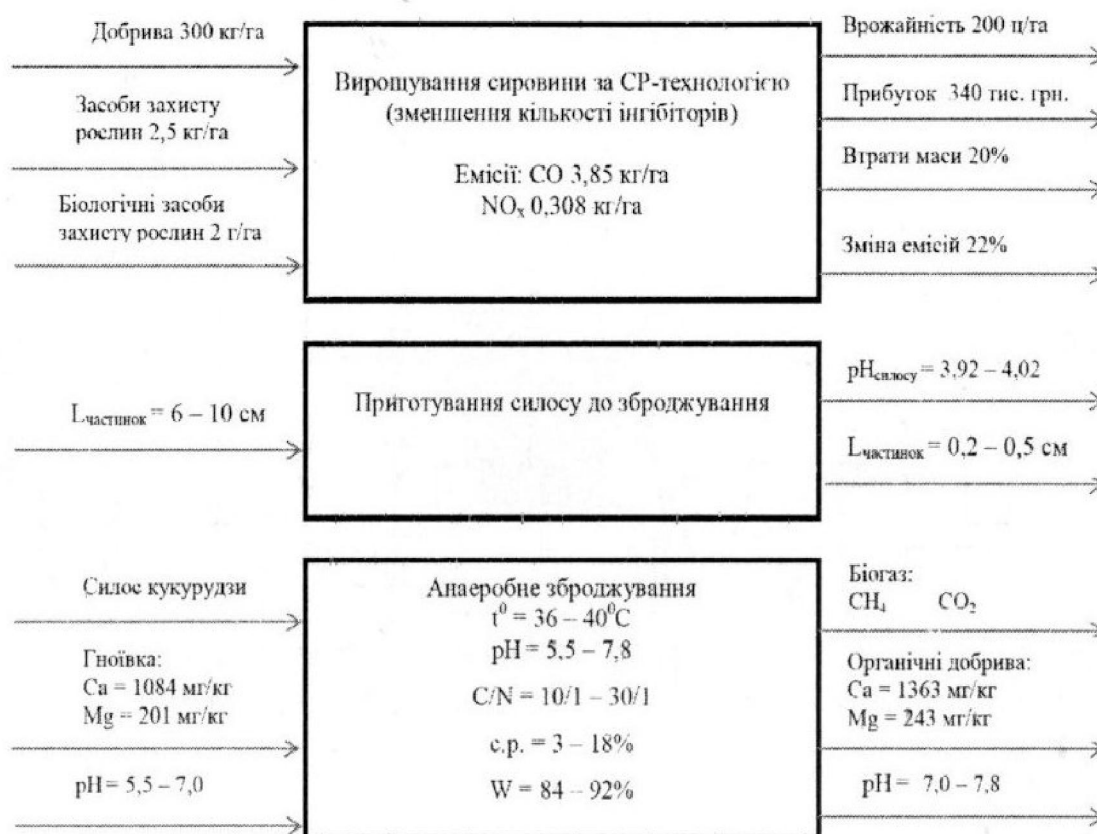 Добрива 300 кг/га
Засоби захисту
рослин 2,5 кг/га
Біологічні засоби
захисту рослин 2 г/га
Вирощування сировини за СР-технологією
(зменшення кількості інгібіторів)
Емісії: CO 3,85 кг/га
NOx 0,308 кг/га
Врожайність 200 ц/га
Прибуток 340 тис. грн.
Втрати маси 20%
Зміна емісій 22%
Lчастинок = 6 – 10 см
Приготування силосу до зброджування
pHсилосу = 3,92 – 4,02
Lчастинок = 0,2 – 0,5 см
Силос кукурудзи
Гноївка:
Ca = 1084 мг/кг
Mg = 201 мг/кг
pH = 5,5 – 7,0
Анаеробне зброджування
t⁰ = 36 – 40⁰C
pH = 5,5 – 7,8
C/N = 10/1 – 30/1
с.р. = 3 – 18%
W = 84 – 92%
Біогаз:
CH₄ CO₂
Органічні добрива:
Ca = 1363 мг/кг
Mg = 243 мг/кг
pH = 7,0 – 7,8